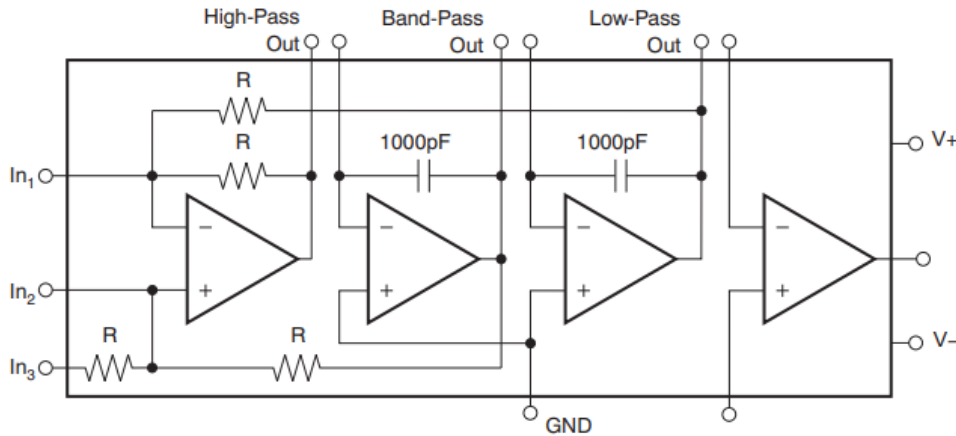 High-Pass Band-Pass Low-Pass
Out Out Out
R
1000pF 1000pF
V+
R
In₁
− − − −
In₂
+ + + +
R R
V−
In₃
GND